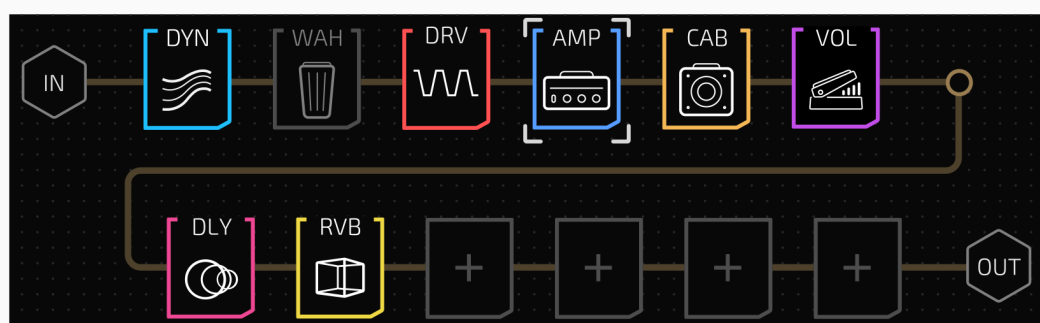 IN DYN WAH DRV AMP CAB VOL
DLY RVB + + + + OUT